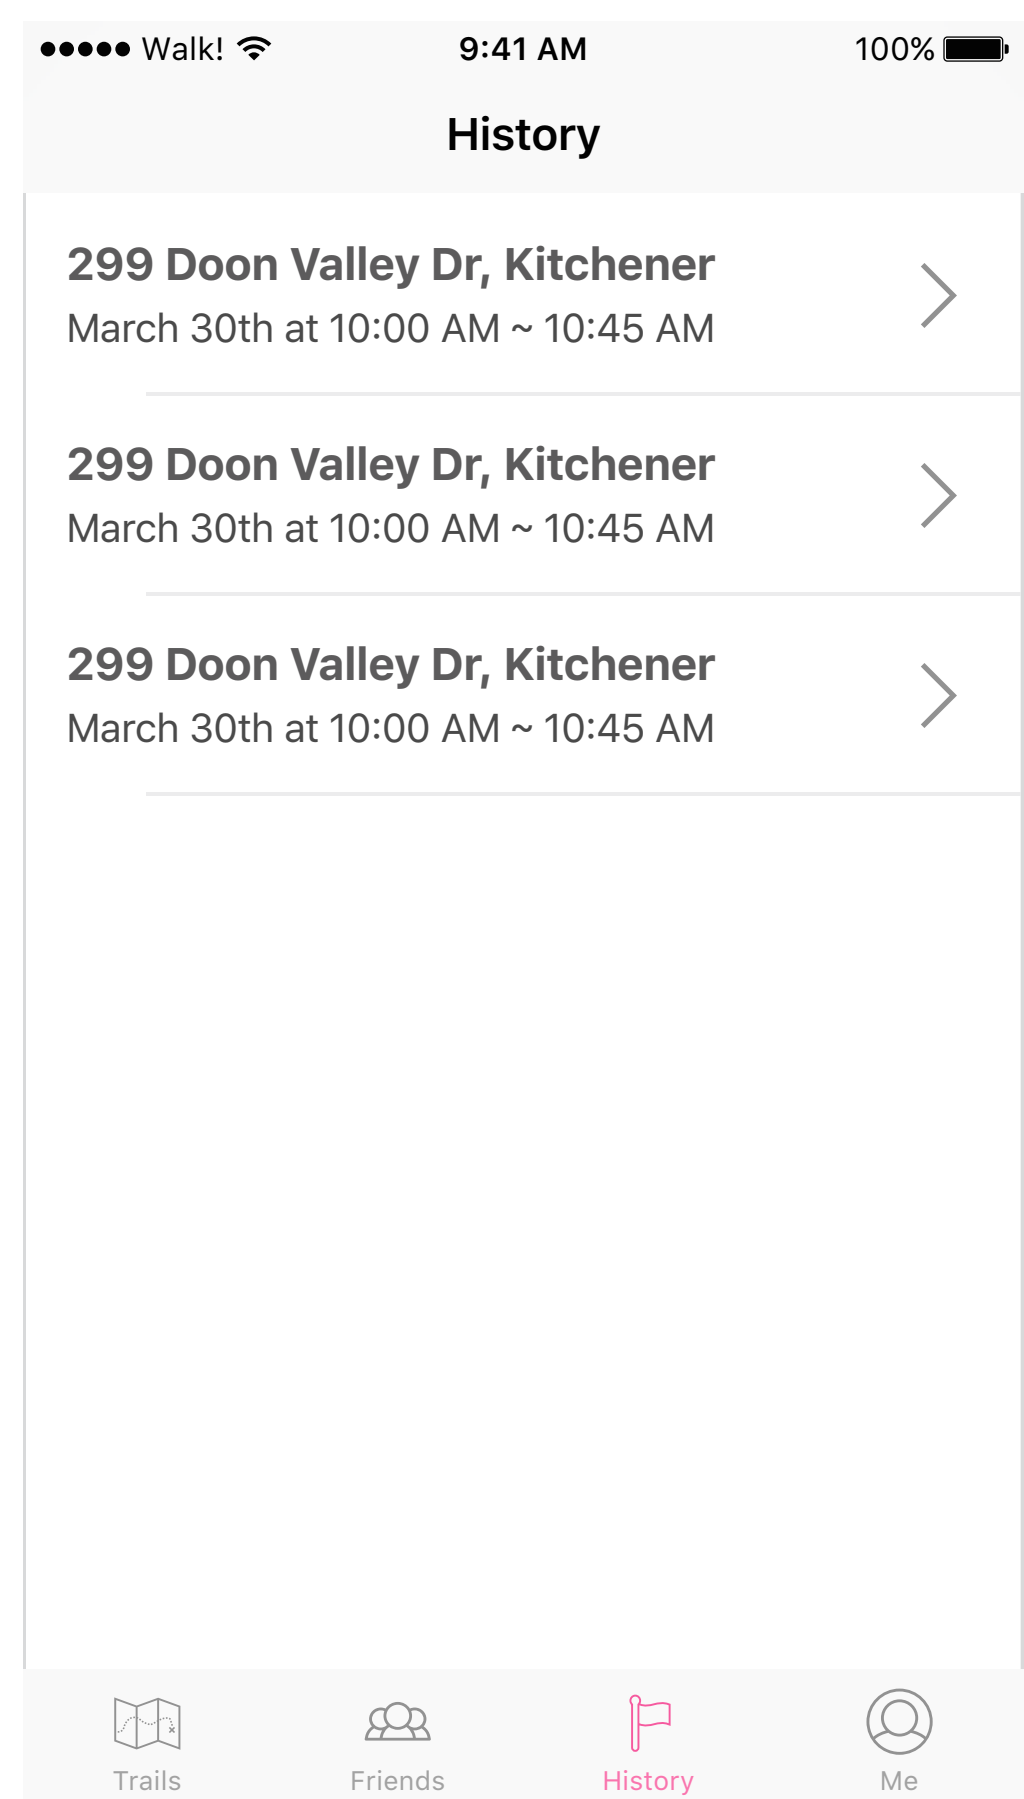 Walk! 9:41 AM 100%
History
299 Doon Valley Dr, Kitchener
March 30th at 10:00 AM ~ 10:45 AM
299 Doon Valley Dr, Kitchener
March 30th at 10:00 AM ~ 10:45 AM
299 Doon Valley Dr, Kitchener
March 30th at 10:00 AM ~ 10:45 AM
Trails Friends History Me